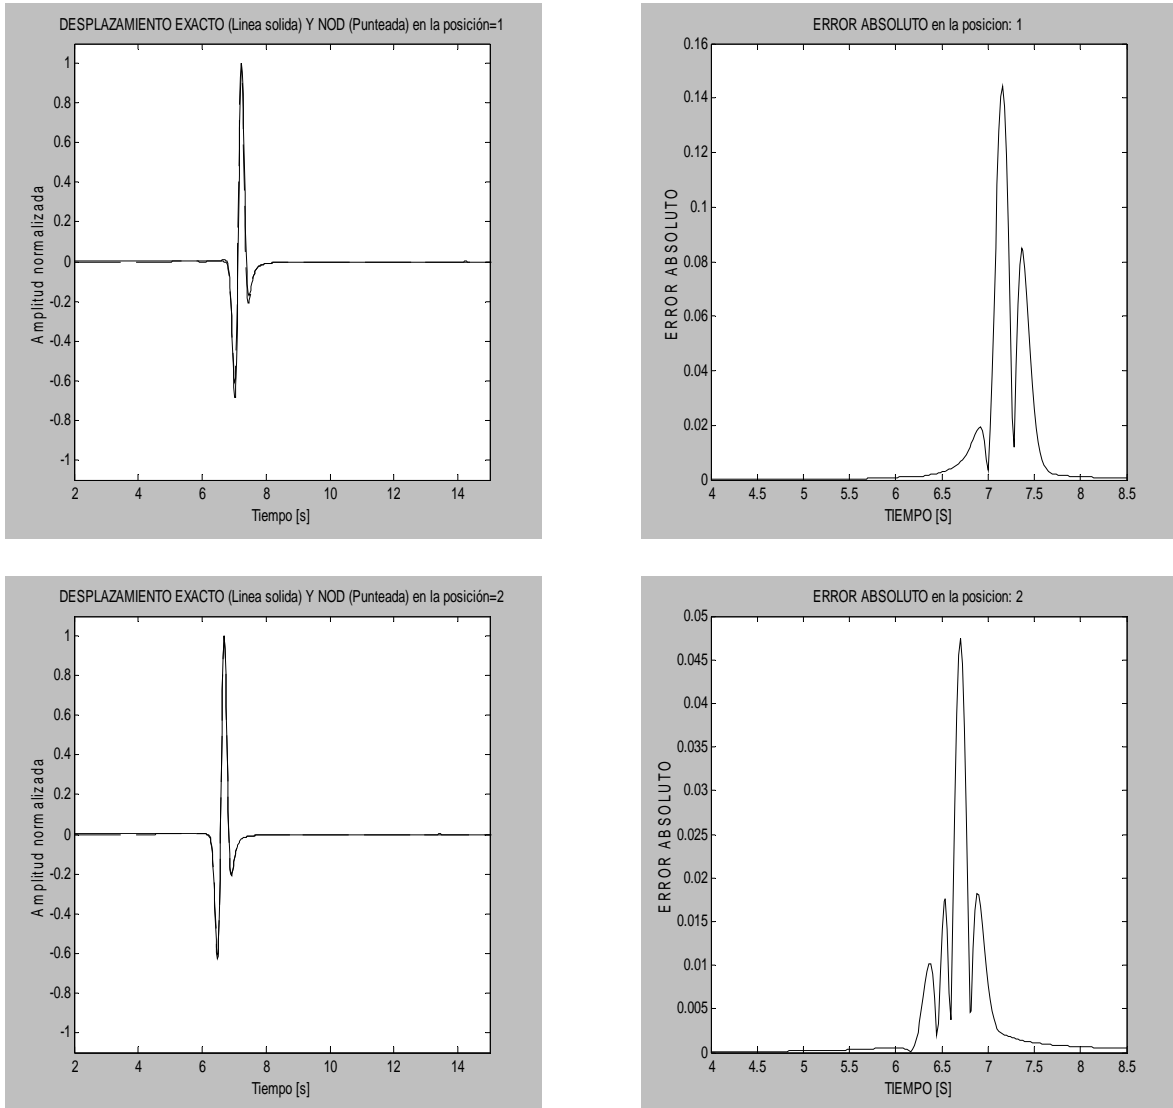 DESPLAZAMIENTO EXACTO (Linea solida) Y NOD (Punteada) en la posición=1
Amplitud normalizada
1
0.8
0.6
0.4
0.2
0
-0.2
-0.4
-0.6
-0.8
-1
2 4 6 8 10 12 14
Tiempo [s]
ERROR ABSOLUTO en la posicion: 1
ERROR ABSOLUTO
0.16
0.14
0.12
0.1
0.08
0.06
0.04
0.02
0
4 4.5 5 5.5 6 6.5 7 7.5 8 8.5
TIEMPO [S]
DESPLAZAMIENTO EXACTO (Linea solida) Y NOD (Punteada) en la posición=2
Amplitud normalizada
1
0.8
0.6
0.4
0.2
0
-0.2
-0.4
-0.6
-0.8
-1
2 4 6 8 10 12 14
Tiempo [s]
ERROR ABSOLUTO en la posicion: 2
ERROR ABSOLUTO
0.05
0.045
0.04
0.035
0.03
0.025
0.02
0.015
0.01
0.005
0
4 4.5 5 5.5 6 6.5 7 7.5 8 8.5
TIEMPO [S]